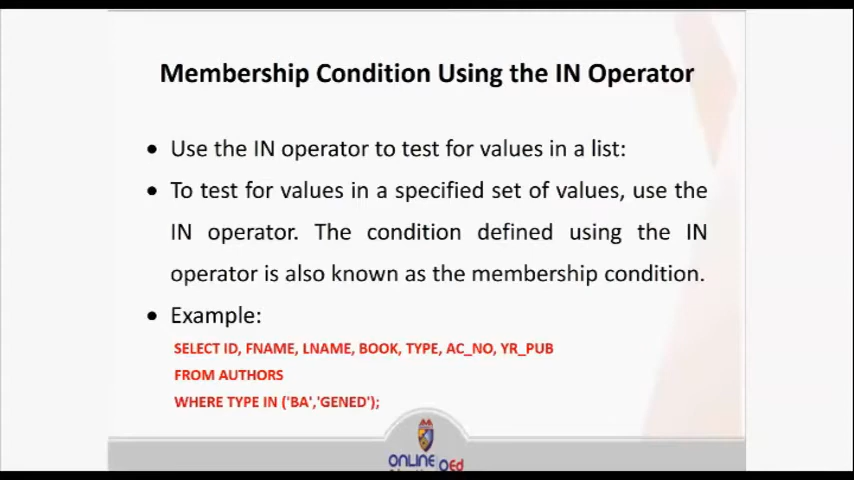 Membership Condition Using the IN Operator
• Use the IN operator to test for values in a list:
• To test for values in a specified set of values, use the
IN operator. The condition defined using the IN
operator is also known as the membership condition.
• Example:
SELECT ID, FNAME, LNAME, BOOK, TYPE, AC_NO, YR_PUB
FROM AUTHORS
WHERE TYPE IN ('BA','GENED');
ONLINE OEd